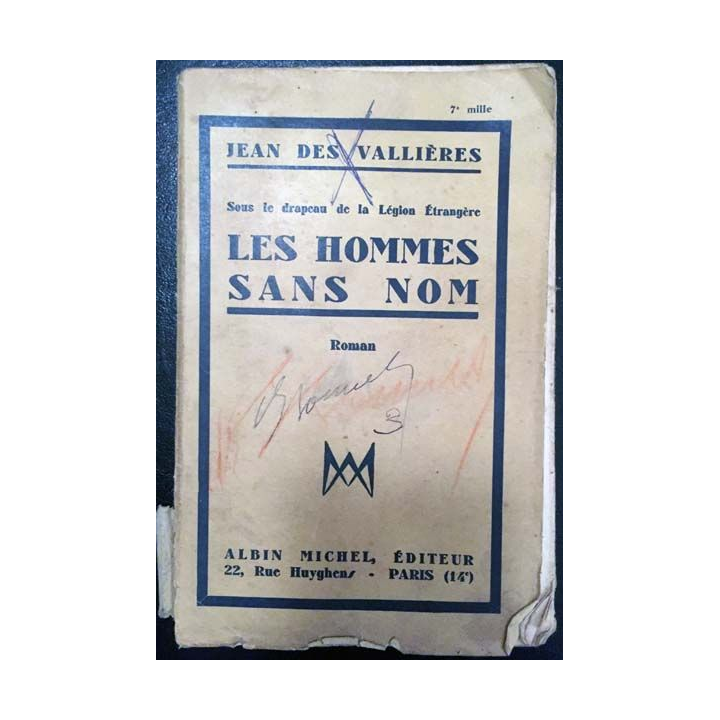 7ᵉ mille
JEAN DES VALLIÈRES
Sous le drapeau de la Légion Étrangère
LES HOMMES
SANS NOM
Roman
3
ALBIN MICHEL, ÉDITEUR
22, Rue Huyghens - PARIS (14ᵉ)